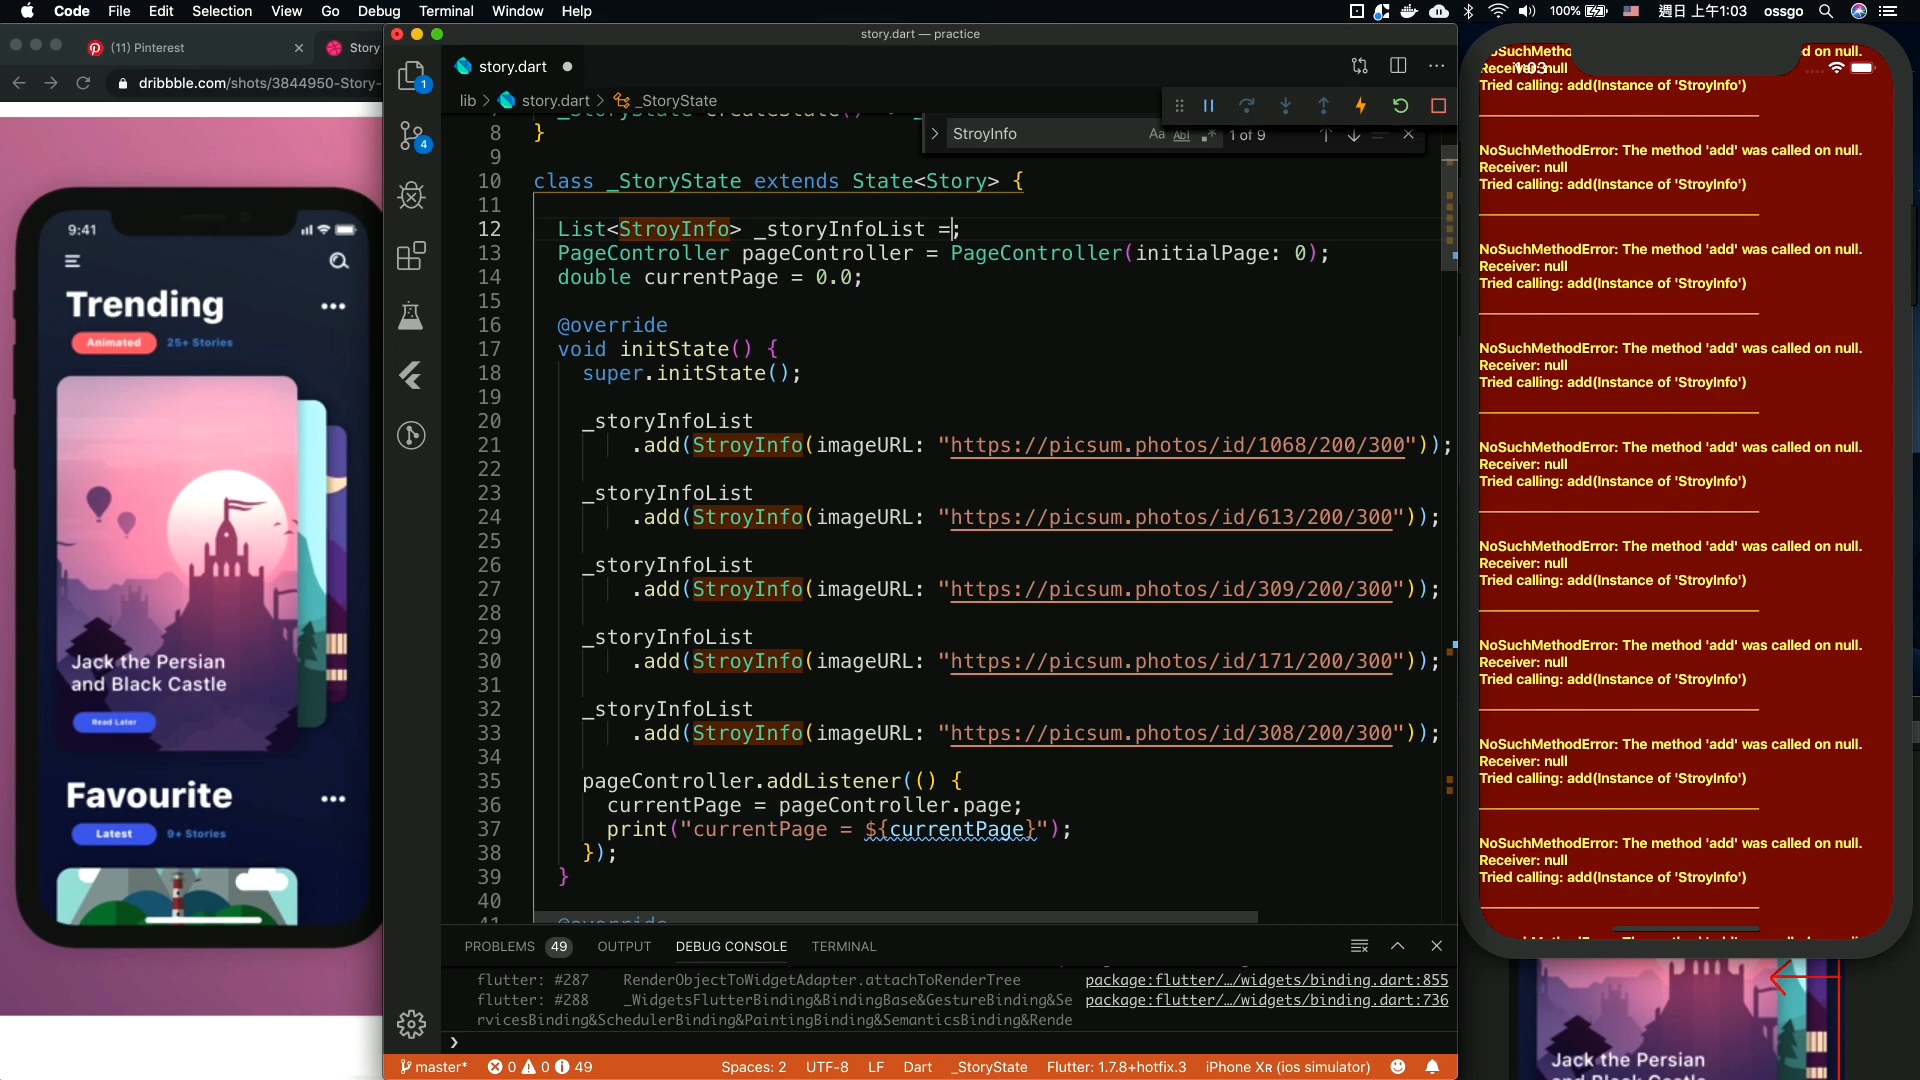 Code File Edit Selection View Go Debug Terminal Window Help
100% 週日 上午1:03 ossgo
(11) Pinterest
Story
dribbble.com/shots/3844950-Story-
9:41
Trending
Animated 25+ Stories
Jack the Persian
and Black Castle
Read Later
Favourite
Latest 9+ Stories
story.dart — practice
1
4
story.dart
lib > story.dart > _StoryState
StroyInfo
Aa Abl .* 1 of 9
8 }
9
10 class _StoryState extends State<Story> {
11
12 List<StroyInfo> _storyInfoList =;
13 PageController pageController = PageController(initialPage: 0);
14 double currentPage = 0.0;
15
16 @override
17 void initState() {
18 super.initState();
19
20 _storyInfoList
21 .add(StroyInfo(imageURL: "https://picsum.photos/id/1068/200/300"));
22
23 _storyInfoList
24 .add(StroyInfo(imageURL: "https://picsum.photos/id/613/200/300"));
25
26 _storyInfoList
27 .add(StroyInfo(imageURL: "https://picsum.photos/id/309/200/300"));
28
29 _storyInfoList
30 .add(StroyInfo(imageURL: "https://picsum.photos/id/171/200/300"));
31
32 _storyInfoList
33 .add(StroyInfo(imageURL: "https://picsum.photos/id/308/200/300"));
34
35 pageController.addListener(() {
36 currentPage = pageController.page;
37 print("currentPage = ${currentPage}");
38 });
39 }
40
41 @override
PROBLEMS 49 OUTPUT DEBUG CONSOLE TERMINAL
flutter: #287 RenderObjectToWidgetAdapter.attachToRenderTree package:flutter/…/widgets/binding.dart:855
flutter: #288 _WidgetsFlutterBinding&BindingBase&GestureBinding&Se package:flutter/…/widgets/binding.dart:736
rvicesBinding&SchedulerBinding&PaintingBinding&SemanticsBinding&Rende
master* 0 0 49 Spaces: 2 UTF-8 LF Dart _StoryState Flutter: 1.7.8+hotfix.3 iPhone XR (ios simulator)
1:03
d on null.
Receiver: null
Tried calling: add(Instance of 'StroyInfo')
NoSuchMethodError: The method 'add' was called on null.
Receiver: null
Tried calling: add(Instance of 'StroyInfo')
NoSuchMethodError: The method 'add' was called on null.
Receiver: null
Tried calling: add(Instance of 'StroyInfo')
NoSuchMethodError: The method 'add' was called on null.
Receiver: null
Tried calling: add(Instance of 'StroyInfo')
NoSuchMethodError: The method 'add' was called on null.
Receiver: null
Tried calling: add(Instance of 'StroyInfo')
NoSuchMethodError: The method 'add' was called on null.
Receiver: null
Tried calling: add(Instance of 'StroyInfo')
NoSuchMethodError: The method 'add' was called on null.
Receiver: null
Tried calling: add(Instance of 'StroyInfo')
NoSuchMethodError: The method 'add' was called on null.
Receiver: null
Tried calling: add(Instance of 'StroyInfo')
NoSuchMethodError: The method 'add' was called on null.
Receiver: null
Tried calling: add(Instance of 'StroyInfo')
Jack the Persian